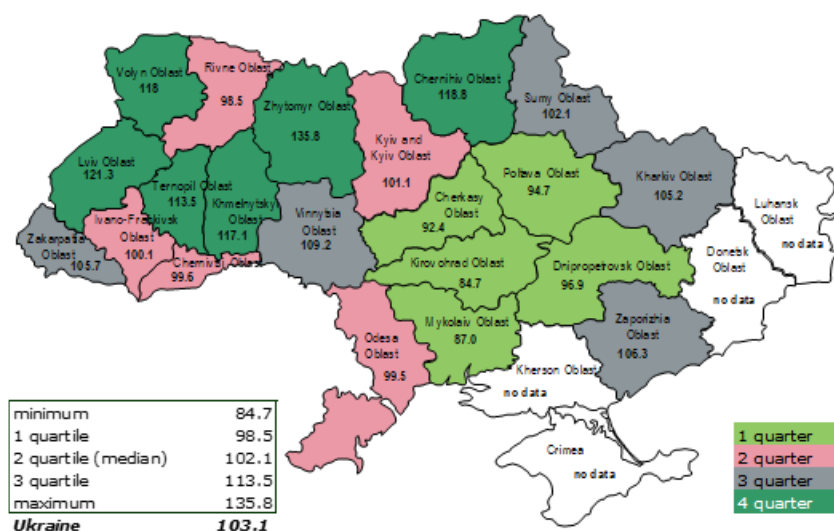 Volyn Oblast
118
Rivne Oblast
98.5
Zhytomyr Oblast
135.8
Kyiv and
Kyiv Oblast
101.1
Chernihiv Oblast
118.8
Sumy Oblast
102.1
Lviv Oblast
121.3
Ternopil Oblast
113.5
Khmelnytskyi
Oblast
117.1
Vinnytsia
Oblast
109.2
Cherkasy
Oblast
92.4
Poltava Oblast
94.7
Kharkiv Oblast
105.2
Luhansk
Oblast
no data
Zakarpattia
Oblast
105.7
Ivano-Frankivsk
Oblast
100.1
Oblast
99.6
Kirovohrad Oblast
84.7
Dnipropetrovsk Oblast
96.9
Donetsk
Oblast
no data
Odesa
Oblast
99.5
Mykolaiv Oblast
87.0
Zaporizhia
Oblast
106.3
Kherson Oblast
no data
Crimea
no data
minimum 84.7
1 quartile 98.5
2 quartile (median) 102.1
3 quartile 113.5
maximum 135.8
Ukraine 103.1
1 quarter
2 quarter
3 quarter
4 quarter